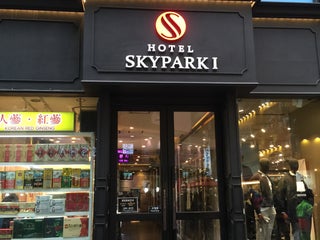 HOTEL
SKYPARK I
人蔘·紅蔘
KOREAN RED GINSENG